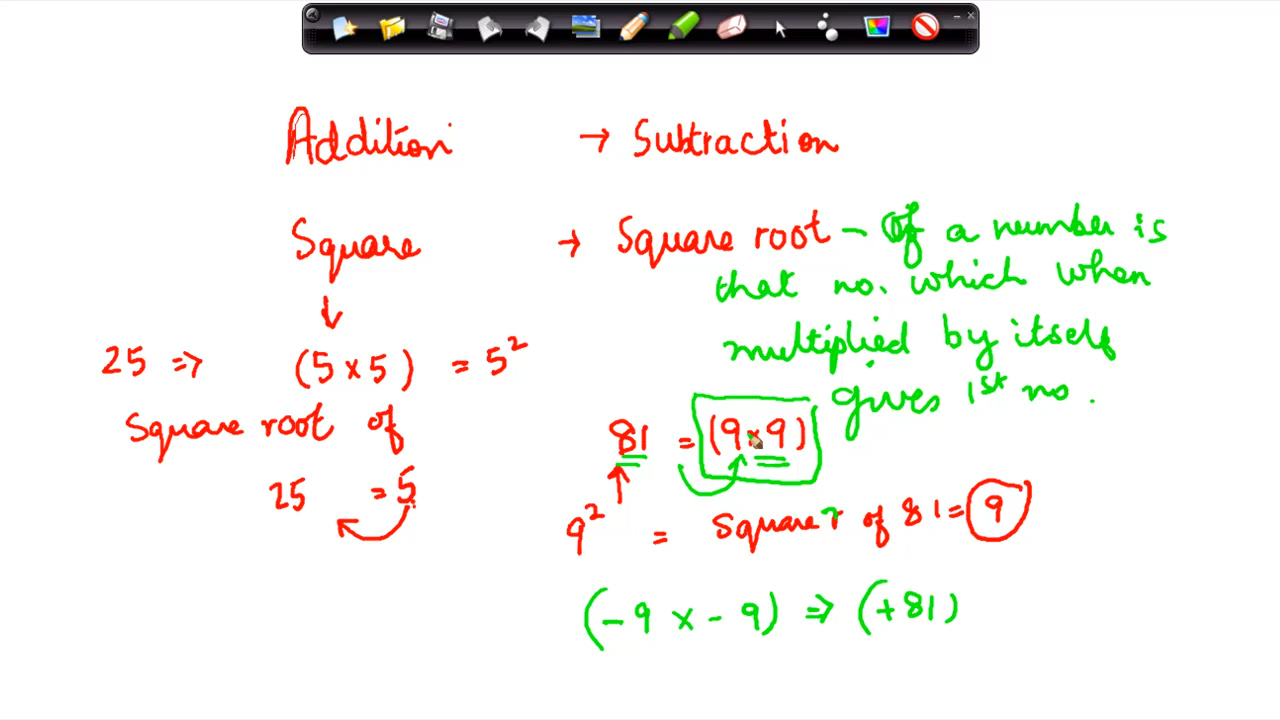 Addition → Subtraction
Square → Square root - Of a number is
that no. which when
multiplied by itself
gives 1st no.
↓
25 => (5 × 5) = 5²
Square root of
25 = 5
81 = (9 × 9)
9² = Square r of 81 = 9
(-9 × -9) => (+81)